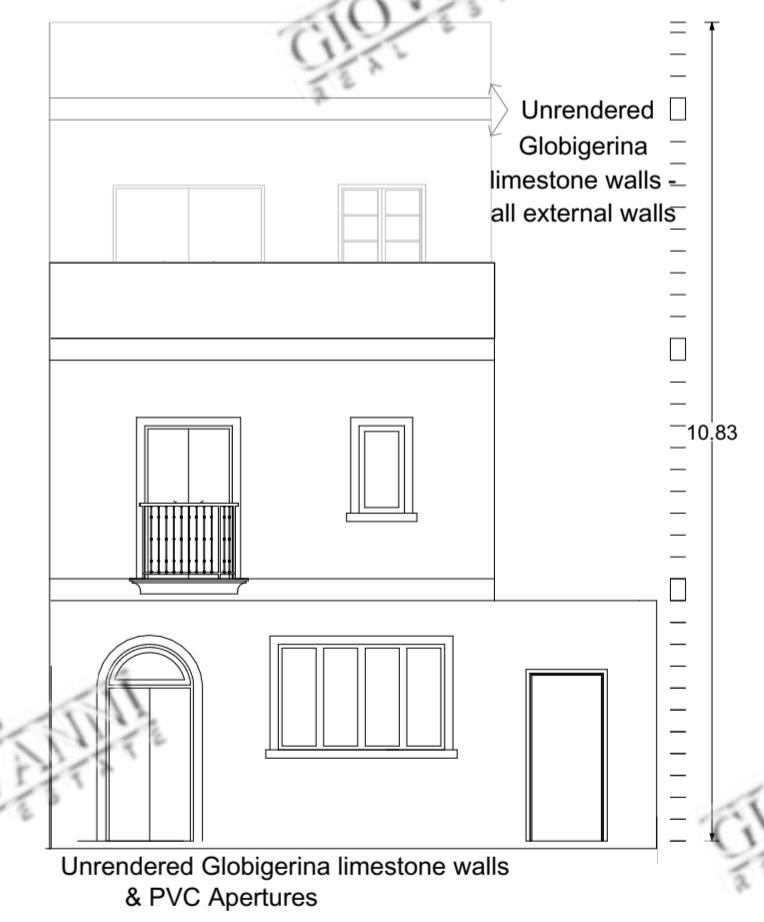 Unrendered
Globigerina
limestone walls -
all external walls
10.83
Unrendered Globigerina limestone walls
& PVC Apertures